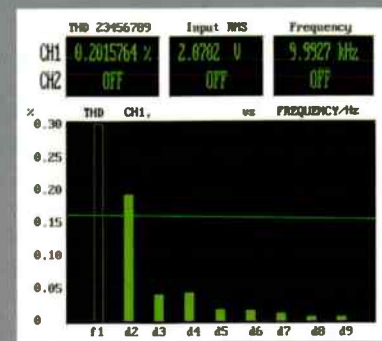 THD 23456789 Input RMS Frequency
CH1 0.2015764 % 2.0702 V 9.9927 kHz
CH2 OFF OFF OFF
% THD CH1. vs FREQUENCY/Hz
0.30
0.25
0.20
0.15
0.10
0.05
0
f1 d2 d3 d4 d5 d6 d7 d8 d9